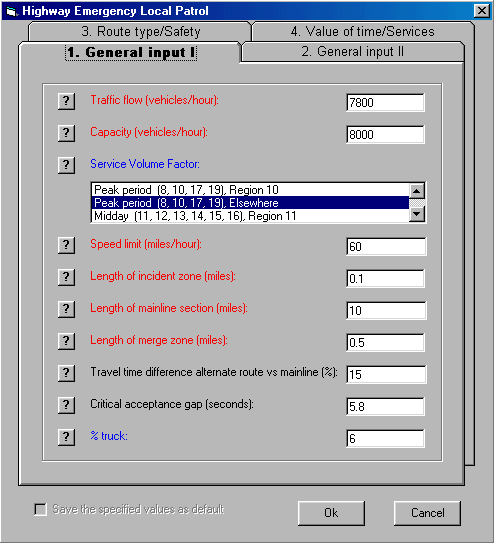 Highway Emergency Local Patrol
3. Route type/Safety
4. Value of time/Services
1. General input I
2. General input II
? Traffic flow (vehicles/hour): 7800
? Capacity (vehicles/hour): 8000
? Service Volume Factor:
Peak period (8, 10, 17, 19), Region 10
Peak period (8, 10, 17, 19), Elsewhere
Midday (11, 12, 13, 14, 15, 16), Region 11
? Speed limit (miles/hour): 60
? Length of incident zone (miles): 0.1
? Length of mainline section (miles): 10
? Length of merge zone (miles): 0.5
? Travel time difference alternate route vs mainline (%): 15
? Critical acceptance gap (seconds): 5.8
? % truck: 6
Save the specified values as default
Ok
Cancel